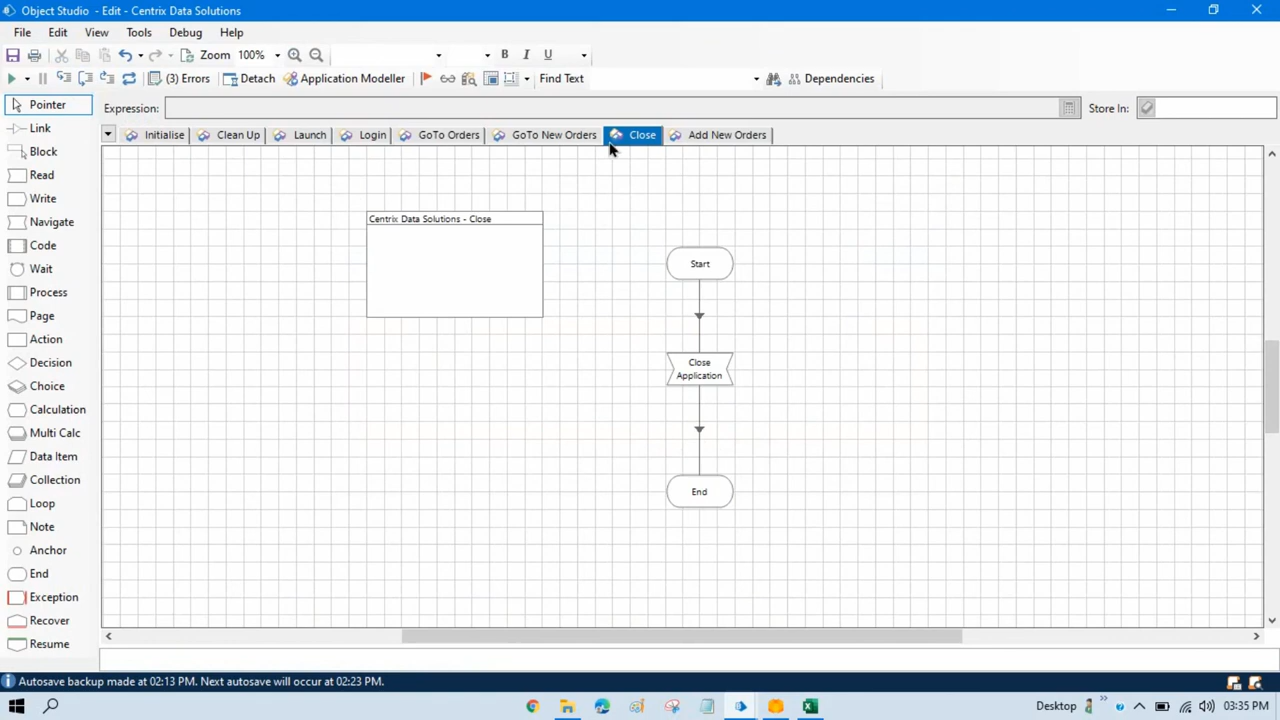 Object Studio - Edit - Centrix Data Solutions
File Edit View Tools Debug Help
Zoom 100% B I U
(3) Errors Detach Application Modeller Find Text Dependencies
Pointer Expression: Store In:
Link
Initialise Clean Up Launch Login GoTo Orders GoTo New Orders Close Add New Orders
Block
Read
Write
Navigate
Code
Wait
Process
Page
Action
Decision
Choice
Calculation
Multi Calc
Data Item
Collection
Loop
Note
Anchor
End
Exception
Recover
Resume
Centrix Data Solutions - Close
Start
Close
Application
End
Autosave backup made at 02:13 PM. Next autosave will occur at 02:23 PM.
Desktop 03:35 PM